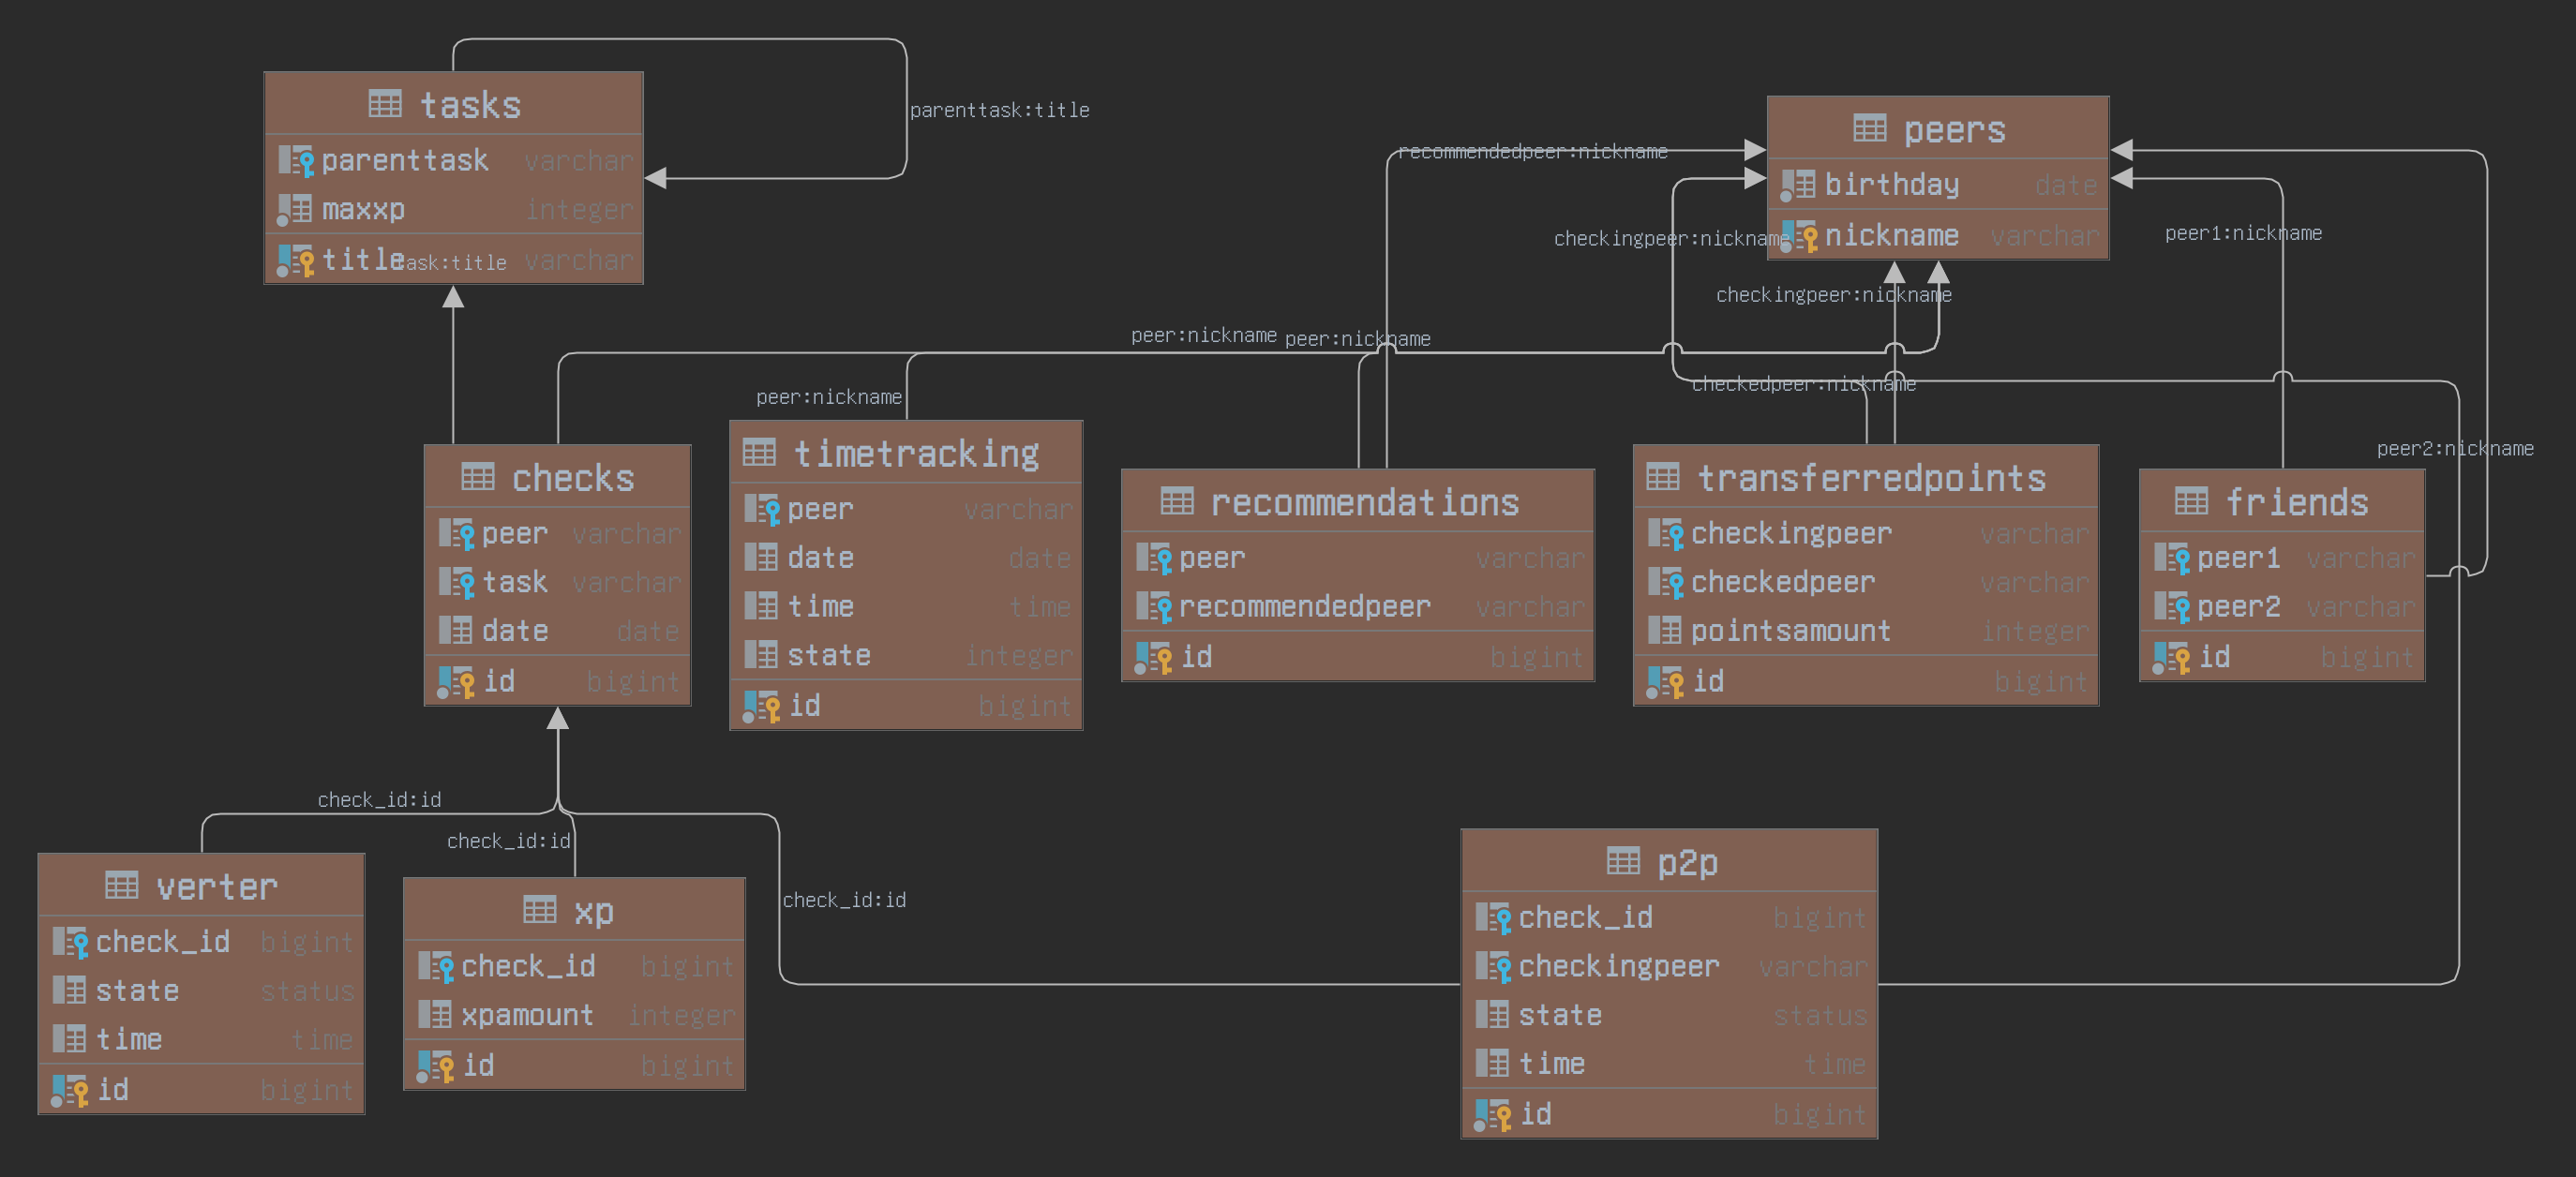 tasks
parenttask varchar
maxxp integer
title varchar
task:title
parenttask:title
peers
birthday date
nickname varchar
recommendedpeer:nickname
checkingpeer:nickname
peer1:nickname
checkingpeer:nickname
peer:nickname
peer:nickname
peer:nickname
checkedpeer:nickname
peer2:nickname
checks
peer varchar
task varchar
date date
id bigint
timetracking
peer varchar
date date
time time
state integer
id bigint
recommendations
peer varchar
recommendedpeer varchar
id bigint
transferredpoints
checkingpeer varchar
checkedpeer varchar
pointsamount integer
id bigint
friends
peer1 varchar
peer2 varchar
id bigint
check_id:id
check_id:id
check_id:id
verter
check_id bigint
state status
time time
id bigint
xp
check_id bigint
xpamount integer
id bigint
p2p
check_id bigint
checkingpeer varchar
state status
time time
id bigint